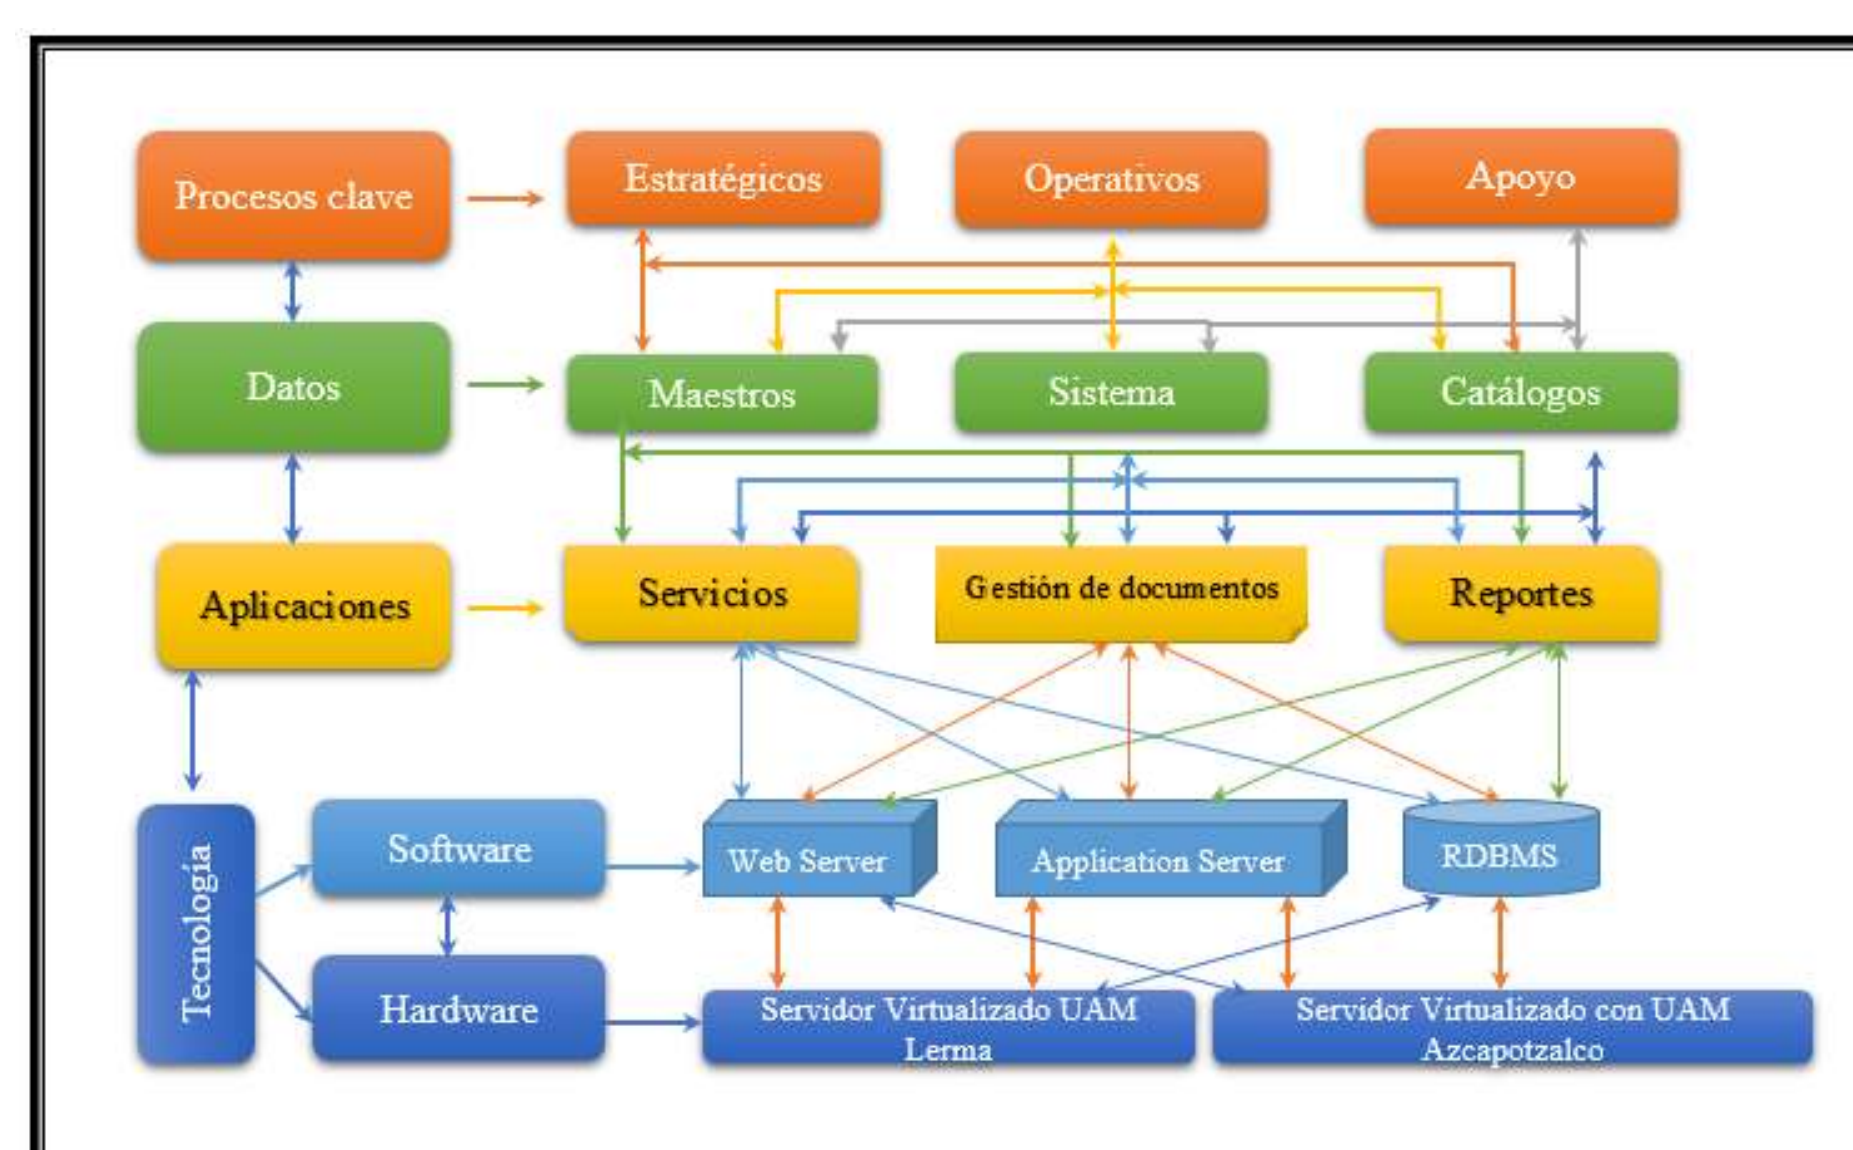 Procesos clave
Estratégicos
Operativos
Apoyo
Datos
Maestros
Sistema
Catálogos
Aplicaciones
Servicios
Gestión de documentos
Reportes
Tecnología
Software
Web Server
Application Server
RDBMS
Hardware
Servidor Virtualizado UAM
Lerma
Servidor Virtualizado con UAM
Azcapotzalco